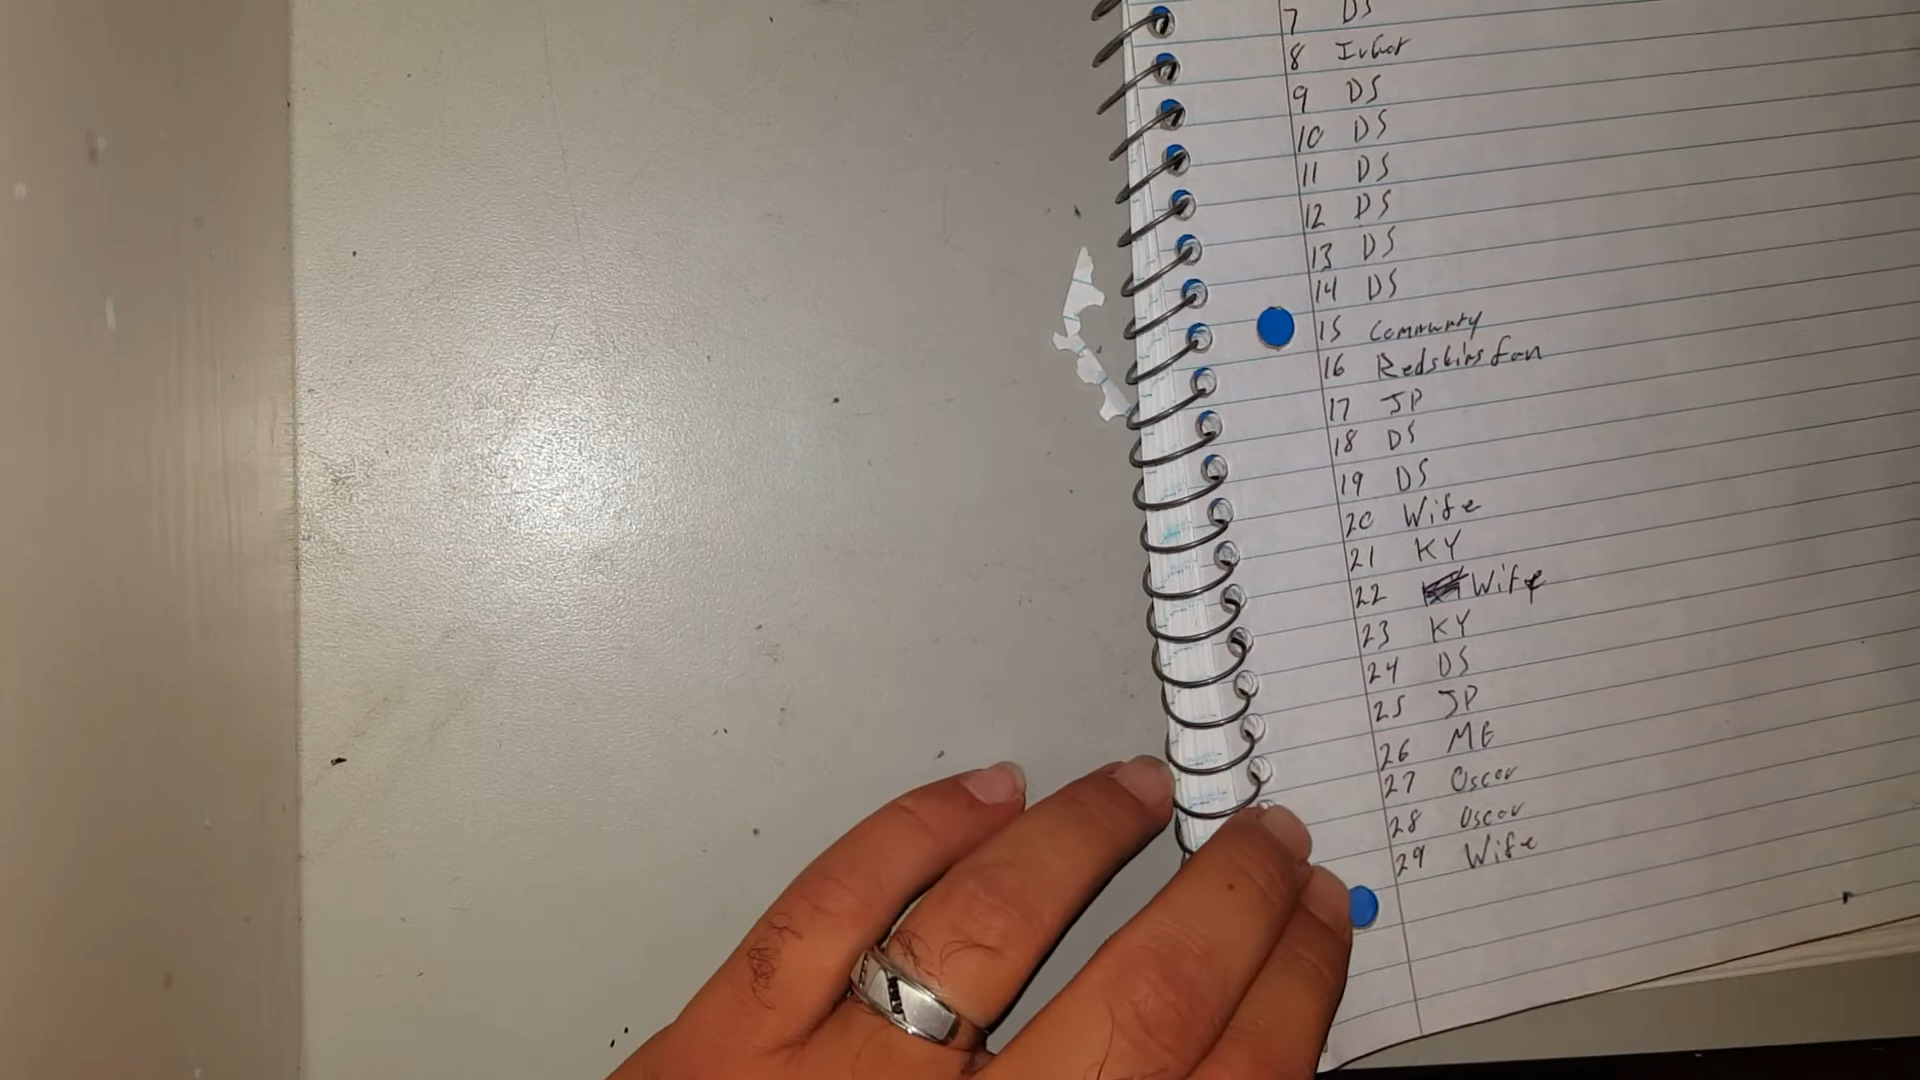 7 DS
8
9 DS
10 DS
11 DS
12 DS
13 DS
14 DS
15 Community
16 Redskins fan
17 JP
18 DS
19 DS
20 Wife
21 KY
22 Wife
23 KY
24 DS
25 JP
26 ME
27 Oscar
28 Oscar
29 Wife